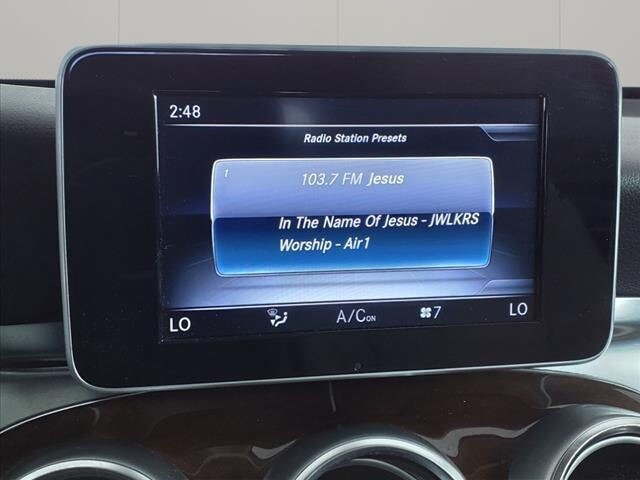 2:48
Radio Station Presets
1
103.7 FM Jesus
In The Name Of Jesus - JWLKRS
Worship - Air1
LO A/C ON 7 LO